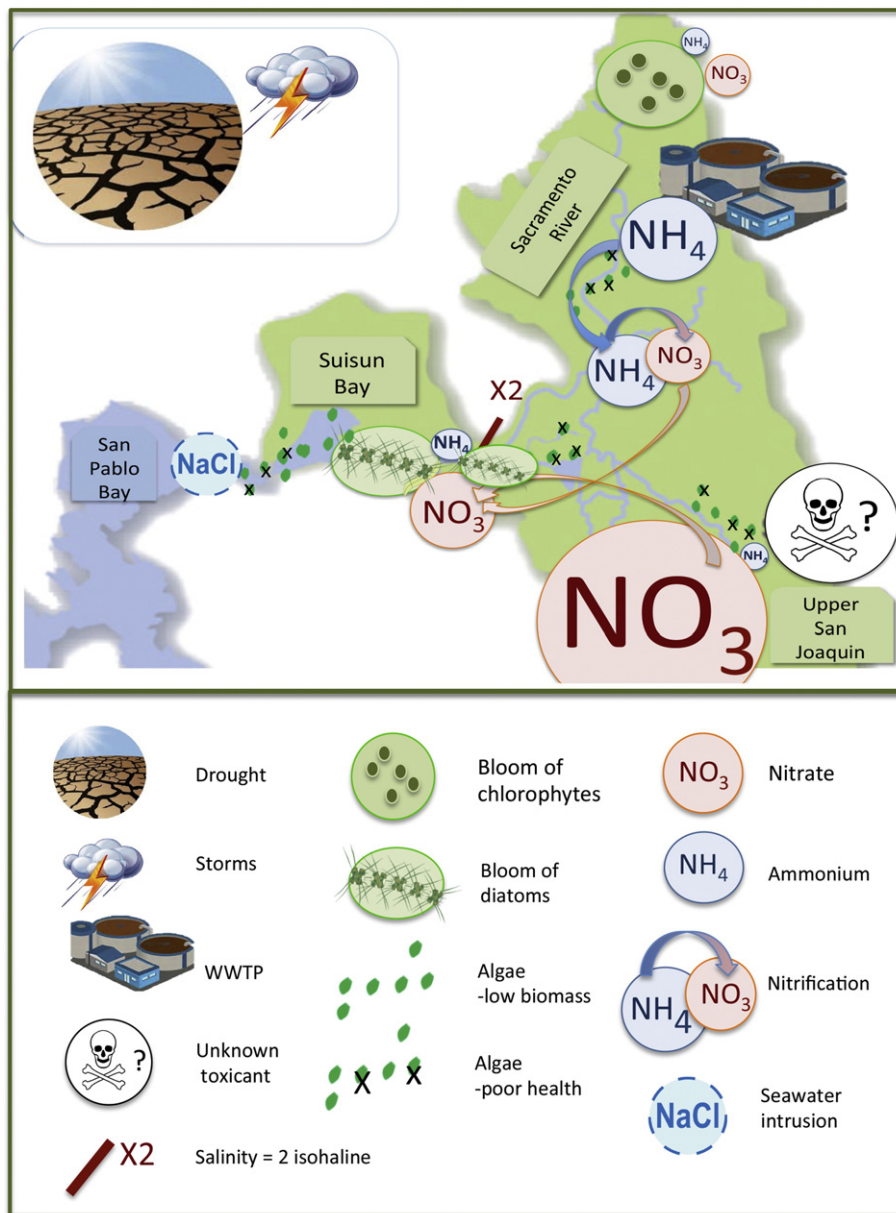 NH₄
NO₃
Sacramento
River
NH₄
NH₄
NO₃
X2
Suisun
Bay
San
Pablo
Bay
NaCl
NH₄
NO₃
X
X
X
X
X
X
X
X
X
X
X
X
NH₄
?
NO₃
Upper
San
Joaquin
Drought
Bloom of
chlorophytes
NO₃
Nitrate
Storms
Bloom of
diatoms
NH₄
Ammonium
WWTP
Algae
-low biomass
NH₄
NO₃
Nitrification
?
Unknown
toxicant
X X
Algae
-poor health
NaCl
Seawater
intrusion
X2
Salinity = 2 isohaline